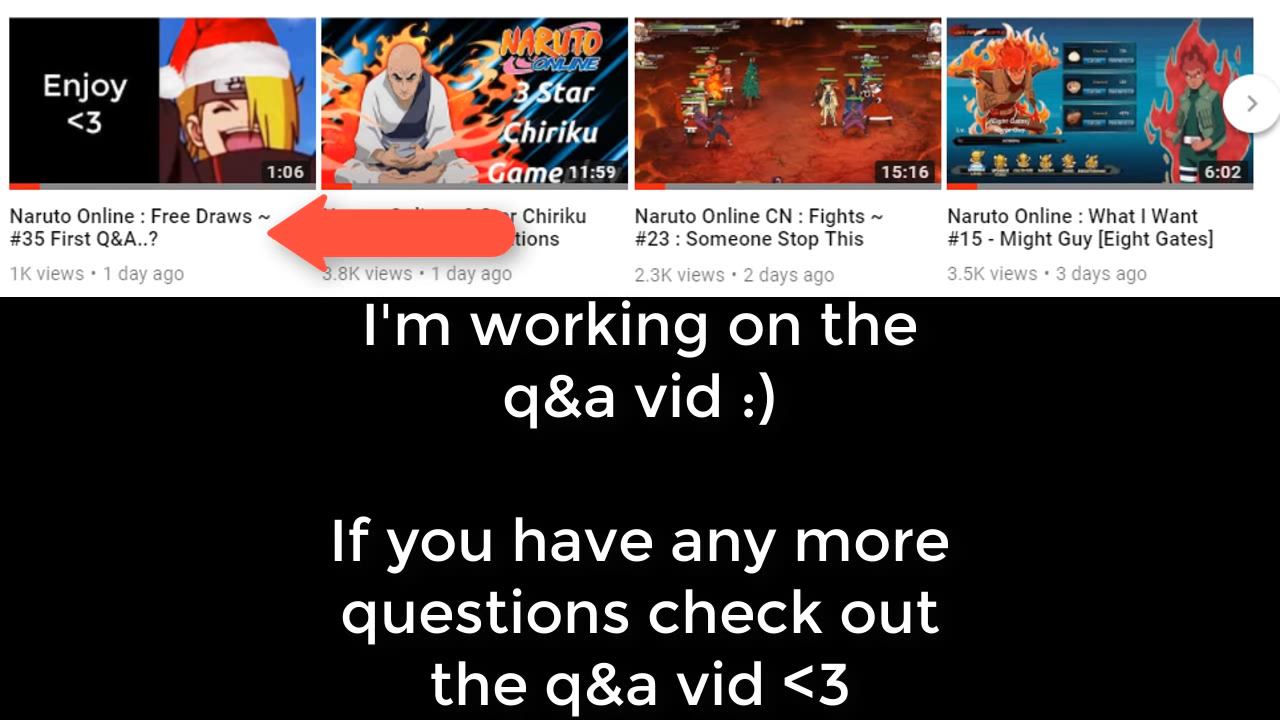 Enjoy
<3
1:06
NARUTO
ONLINE
3 Star
Chiriku
Game
11:59
15:16
6:02
Naruto Online : Free Draws ~
#35 First Q&A..?
1K views • 1 day ago
Chiriku
tions
3.8K views • 1 day ago
Naruto Online CN : Fights ~
#23 : Someone Stop This
2.3K views • 2 days ago
Naruto Online : What I Want
#15 - Might Guy [Eight Gates]
3.5K views • 3 days ago
I'm working on the
q&a vid :)
If you have any more
questions check out
the q&a vid <3